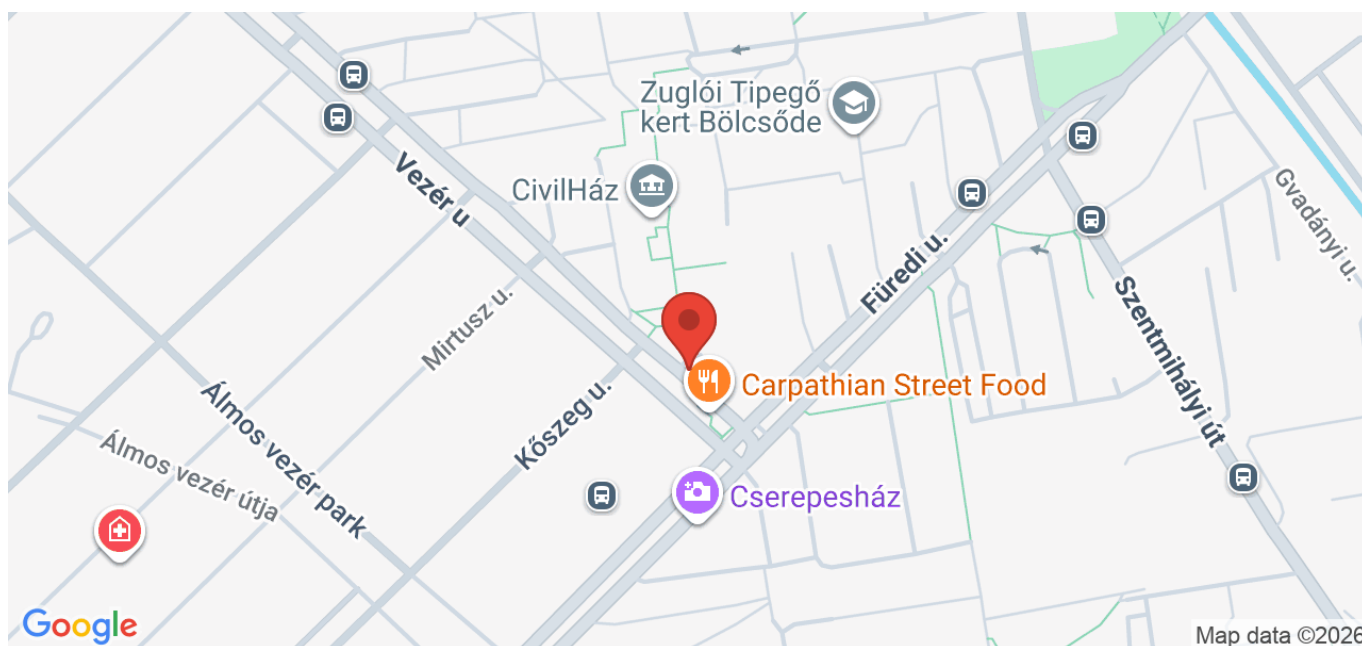 Zuglói Tipegő
kert Bölcsőde
CivilHáz
Vezér u
Gvadányi u.
Füredi u.
Mirtusz u.
Szentmihályi út
Carpathian Street Food
Kőszeg u.
Álmos vezér park
Álmos vezér útja
Cserepesház
Google
Map data ©2026